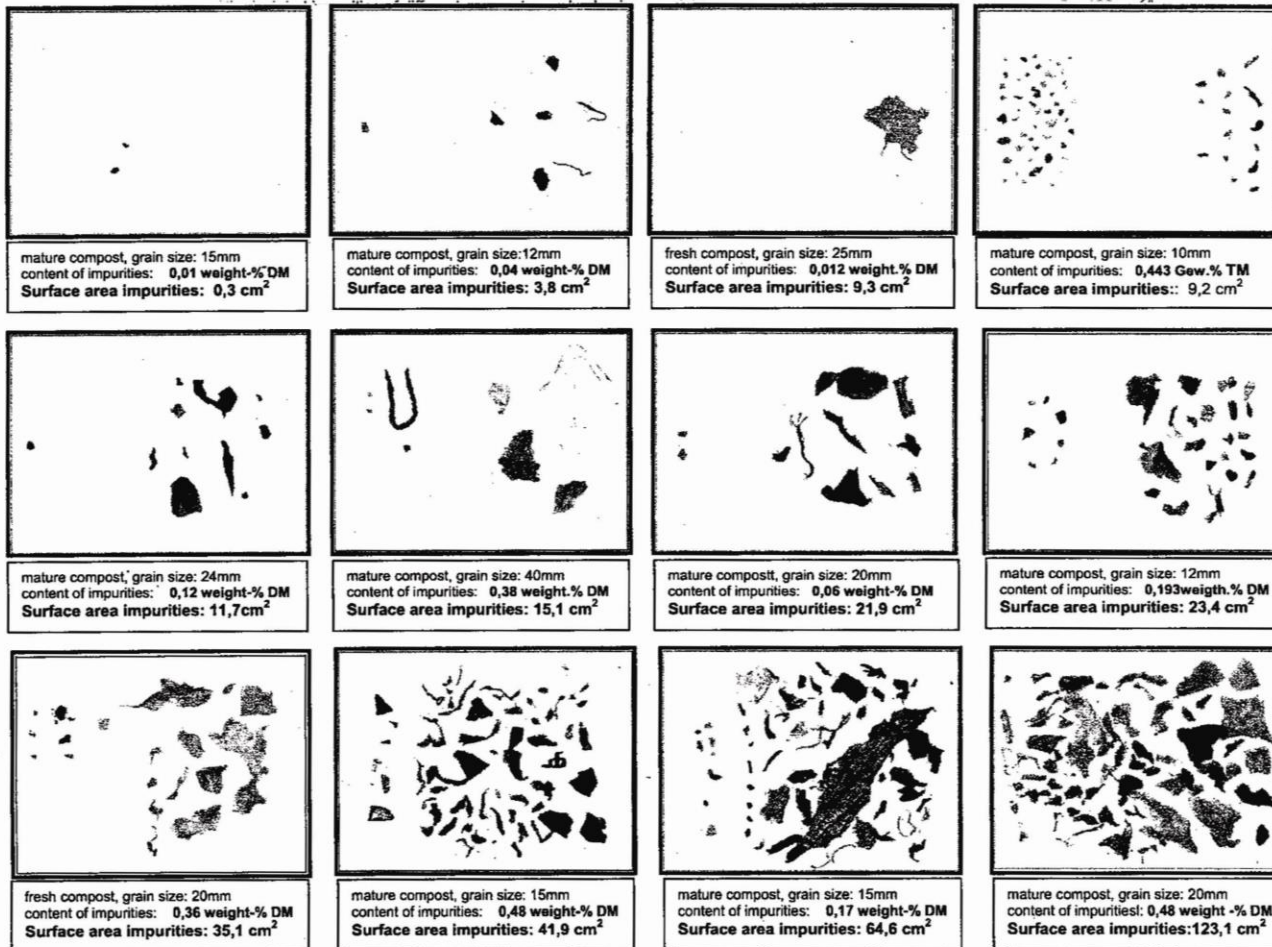 mature compost, grain size: 15mm
content of impurities: 0,01 weight-% DM
Surface area impurities: 0,3 cm²
mature compost, grain size:12mm
content of impurities: 0,04 weight-% DM
Surface area impurities: 3,8 cm²
fresh compost, grain size: 25mm
content of impurities: 0,012 weight.% DM
Surface area impurities: 9,3 cm²
mature compost, grain size: 10mm
content of impurities: 0,443 Gew.% TM
Surface area impurities:: 9,2 cm²
mature compost, grain size: 24mm
content of impurities: 0,12 weight-% DM
Surface area impurities: 11,7cm²
mature compost, grain size: 40mm
content of impurities: 0,38 weight.% DM
Surface area impurities: 15,1 cm²
mature compostt, grain size: 20mm
content of impurities: 0,06 weight-% DM
Surface area impurities: 21,9 cm²
mature compost, grain size: 12mm
content of impurities: 0,193weigth.% DM
Surface area impurities: 23,4 cm²
fresh compost, grain size: 20mm
content of impurities: 0,36 weight-% DM
Surface area impurities: 35,1 cm²
mature compost, grain size: 15mm
content of impurities: 0,48 weight-% DM
Surface area impurities: 41,9 cm²
mature compost, grain size: 15mm
content of impurities: 0,17 weight-% DM
Surface area impurities: 64,6 cm²
mature compost, grain size: 20mm
content of impuritiesl: 0,48 weight -% DM
Surface area impurities:123,1 cm²